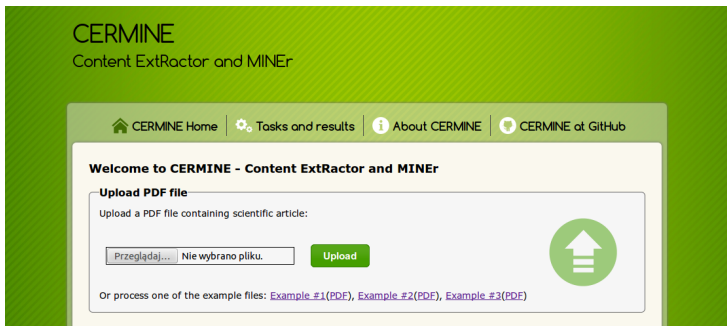 CERMINE
Content ExtRactor and MINEr
CERMINE Home Tasks and results About CERMINE CERMINE at GitHub
Welcome to CERMINE - Content ExtRactor and MINEr
Upload PDF file
Upload a PDF file containing scientific article:
Przeglądaj... Nie wybrano pliku. Upload
Or process one of the example files: Example #1(PDF), Example #2(PDF), Example #3(PDF)